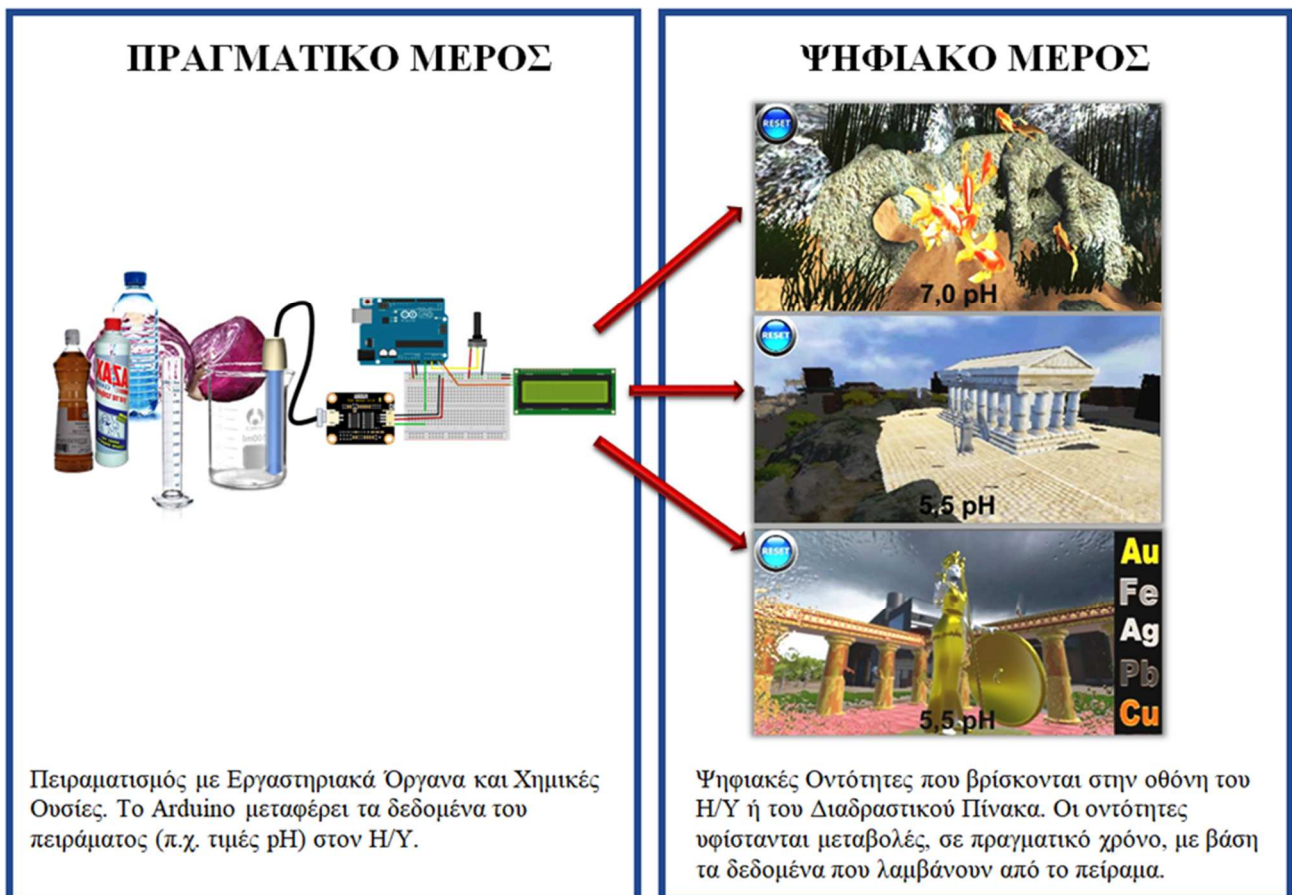 ΠΡΑΓΜΑΤΙΚΟ ΜΕΡΟΣ
Πειραματισμός με Εργαστηριακά Όργανα και Χημικές
Ουσίες. Το Arduino μεταφέρει τα δεδομένα του
πειράματος (π.χ. τιμές pH) στον Η/Υ.
ΨΗΦΙΑΚΟ ΜΕΡΟΣ
RESET
7,0 pH
RESET
5,5 pH
RESET
Au
Fe
Ag
Pb
Cu
5,5 pH
Ψηφιακές Οντότητες που βρίσκονται στην οθόνη του
Η/Υ ή του Διαδραστικού Πίνακα. Οι οντότητες
υφίστανται μεταβολές, σε πραγματικό χρόνο, με βάση
τα δεδομένα που λαμβάνουν από το πείραμα.